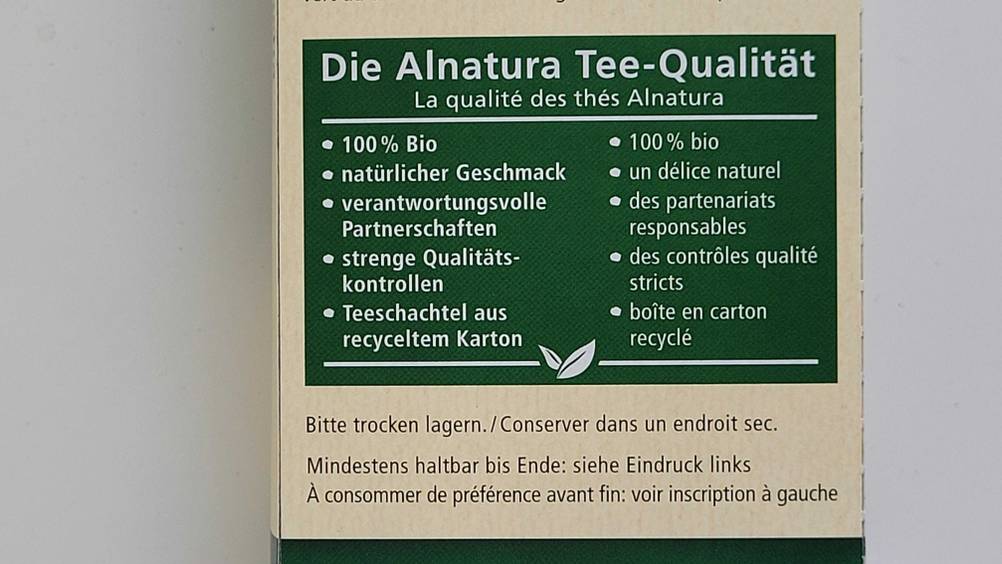 Die Alnatura Tee-Qualität
La qualité des thés Alnatura
• 100 % Bio
• natürlicher Geschmack
• verantwortungsvolle
Partnerschaften
• strenge Qualitäts-
kontrollen
• Teeschachtel aus
recyceltem Karton
• 100 % bio
• un délice naturel
• des partenariats
responsables
• des contrôles qualité
stricts
• boîte en carton
recyclé
Bitte trocken lagern. / Conserver dans un endroit sec.
Mindestens haltbar bis Ende: siehe Eindruck links
À consommer de préférence avant fin: voir inscription à gauche